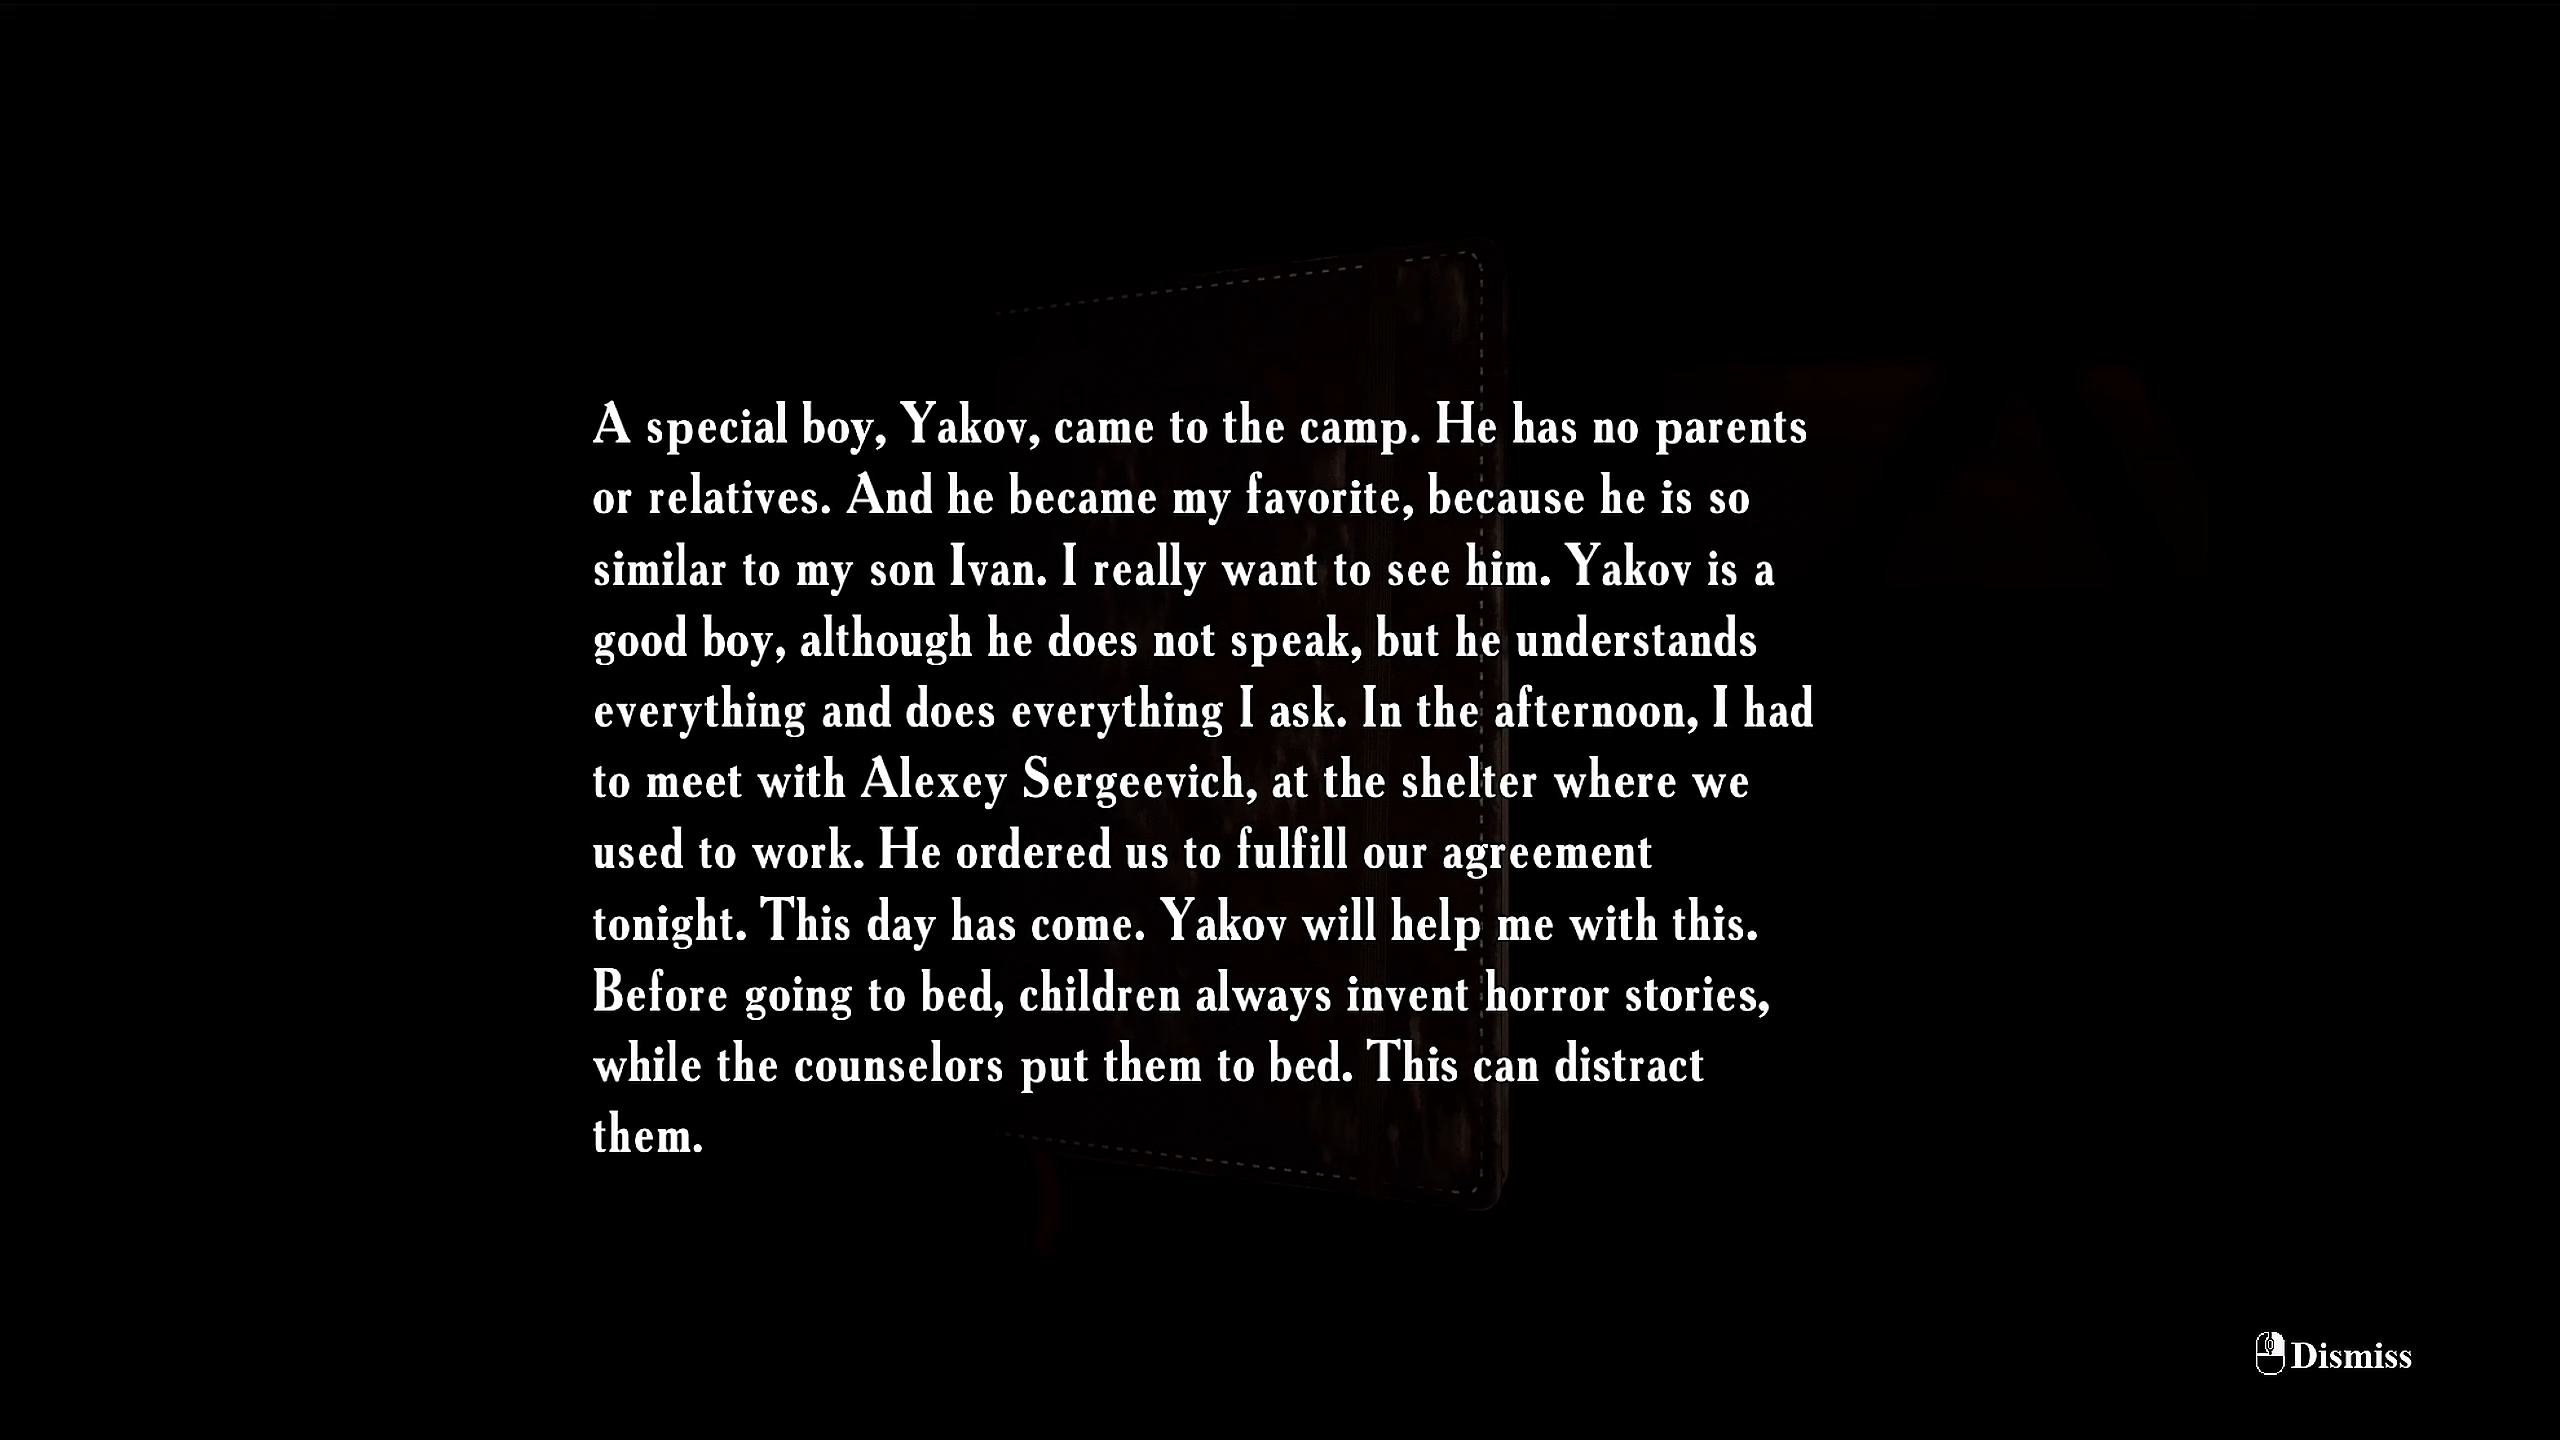 A special boy, Yakov, came to the camp. He has no parents
or relatives. And he became my favorite, because he is so
similar to my son Ivan. I really want to see him. Yakov is a
good boy, although he does not speak, but he understands
everything and does everything I ask. In the afternoon, I had
to meet with Alexey Sergeevich, at the shelter where we
used to work. He ordered us to fulfill our agreement
tonight. This day has come. Yakov will help me with this.
Before going to bed, children always invent horror stories,
while the counselors put them to bed. This can distract
them.
Dismiss